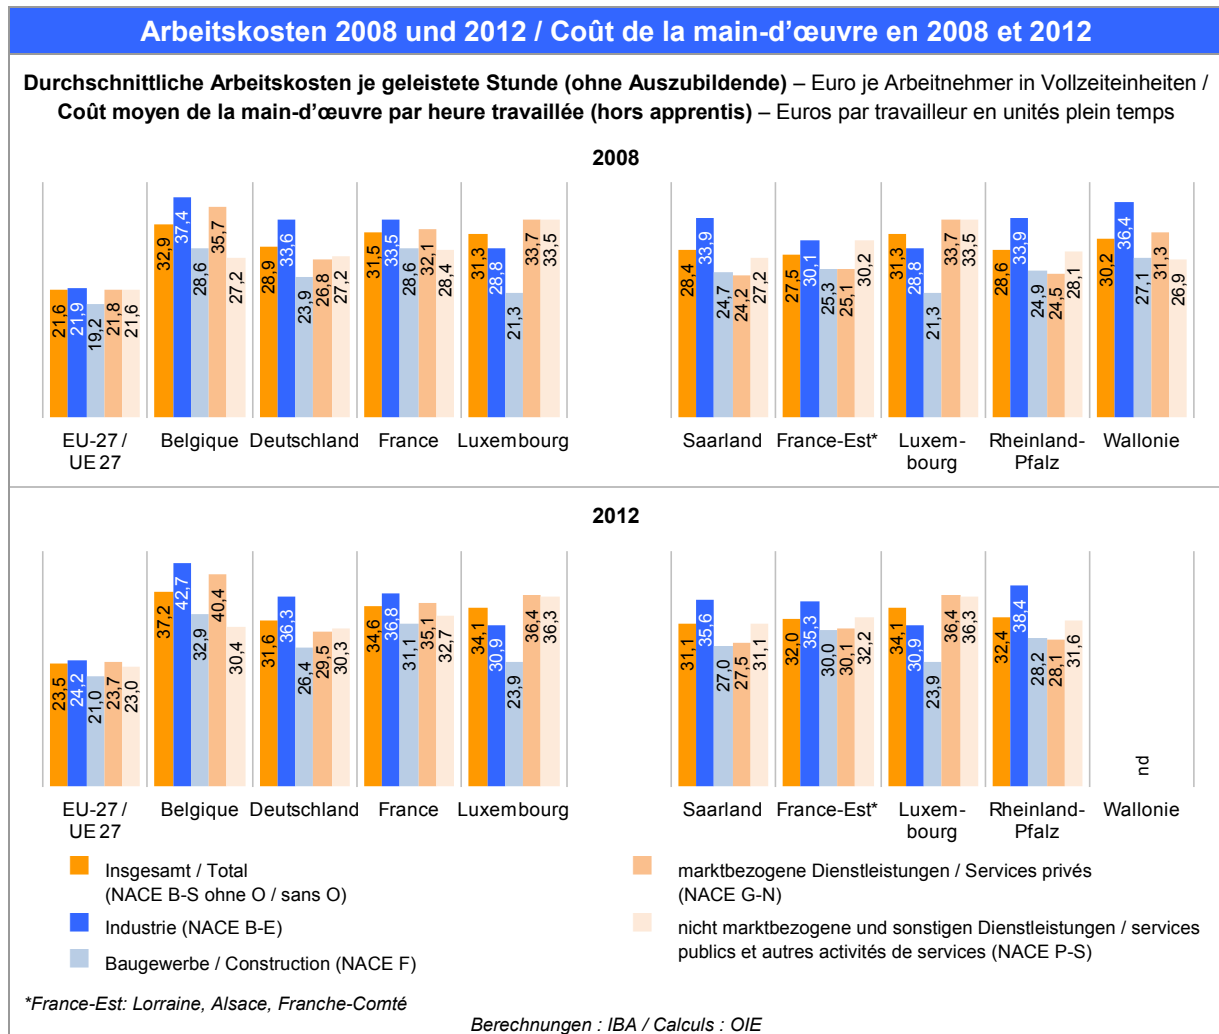 Arbeitskosten 2008 und 2012 / Coût de la main-d'œuvre en 2008 et 2012
Durchschnittliche Arbeitskosten je geleistete Stunde (ohne Auszubildende) – Euro je Arbeitnehmer in Vollzeiteinheiten /
Coût moyen de la main-d'œuvre par heure travaillée (hors apprentis) – Euros par travailleur en unités plein temps
2008
21,6 21,9 19,2 21,8 21,6 32,9 37,4 28,6 35,7 27,2 28,9 33,6 23,9 26,8 27,2 31,5 33,5 28,6 32,1 28,4 31,3 28,8 21,3 33,7 33,5
28,4 33,9 24,7 24,2 27,2 27,5 30,1 25,3 25,1 30,2 31,3 28,8 21,3 33,7 33,5 28,6 33,9 24,9 24,5 28,1 30,2 36,4 27,1 31,3 26,9
EU-27 / Belgique Deutschland France Luxembourg
UE 27
Saarland France-Est* Luxem- Rheinland- Wallonie
bourg Pfalz
2012
23,5 24,2 21,0 23,7 23,0 37,2 42,7 32,9 40,4 30,4 31,6 36,3 26,4 29,5 30,3 34,6 36,8 31,1 35,1 32,7 34,1 30,9 23,9 36,4 36,3
31,1 35,6 27,0 27,5 31,1 32,0 35,3 30,0 30,1 32,2 34,1 30,9 23,9 36,4 36,3 32,4 38,4 28,2 28,1 31,6 nd
EU-27 / Belgique Deutschland France Luxembourg
UE 27
Saarland France-Est* Luxem- Rheinland- Wallonie
bourg Pfalz
Insgesamt / Total
(NACE B-S ohne O / sans O)
Industrie (NACE B-E)
Baugewerbe / Construction (NACE F)
marktbezogene Dienstleistungen / Services privés
(NACE G-N)
nicht marktbezogene und sonstigen Dienstleistungen / services
publics et autres activités de services (NACE P-S)
*France-Est: Lorraine, Alsace, Franche-Comté
Berechnungen : IBA / Calculs : OIE